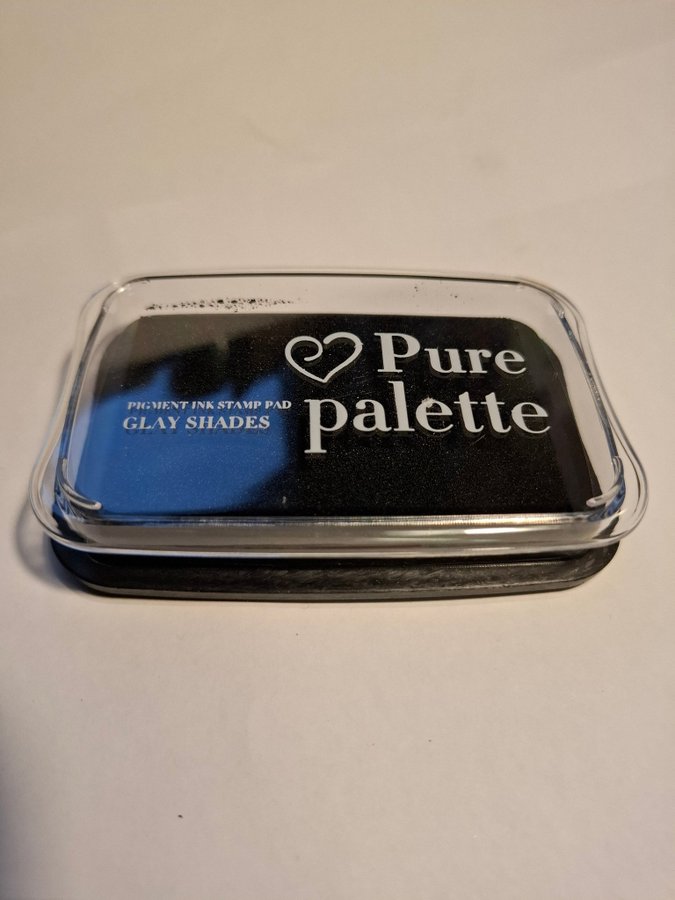 Pure
palette
PIGMENT INK STAMP PAD
GLAY SHADES